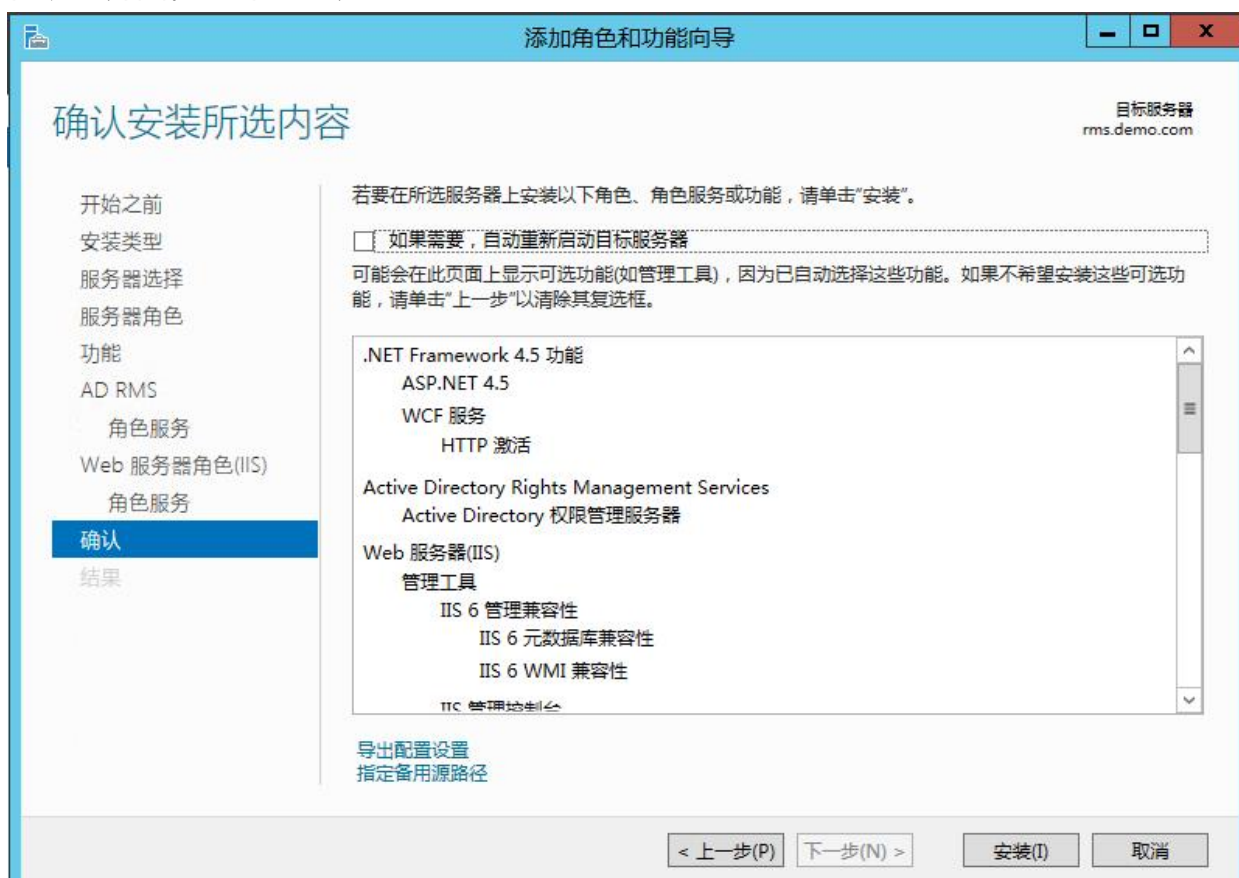 添加角色和功能向导
确认安装所选内容
目标服务器
rms.demo.com
开始之前
安装类型
服务器选择
服务器角色
功能
AD RMS
角色服务
Web 服务器角色(IIS)
角色服务
确认
结果
若要在所选服务器上安装以下角色、角色服务或功能，请单击"安装"。
如果需要，自动重新启动目标服务器
可能会在此页面上显示可选功能(如管理工具)，因为已自动选择这些功能。如果不希望安装这些可选功
能，请单击"上一步"以清除其复选框。
.NET Framework 4.5 功能
ASP.NET 4.5
WCF 服务
HTTP 激活
Active Directory Rights Management Services
Active Directory 权限管理服务器
Web 服务器(IIS)
管理工具
IIS 6 管理兼容性
IIS 6 元数据库兼容性
IIS 6 WMI 兼容性
IIS 管理控制台
导出配置设置
指定备用源路径
< 上一步(P)
下一步(N) >
安装(I)
取消